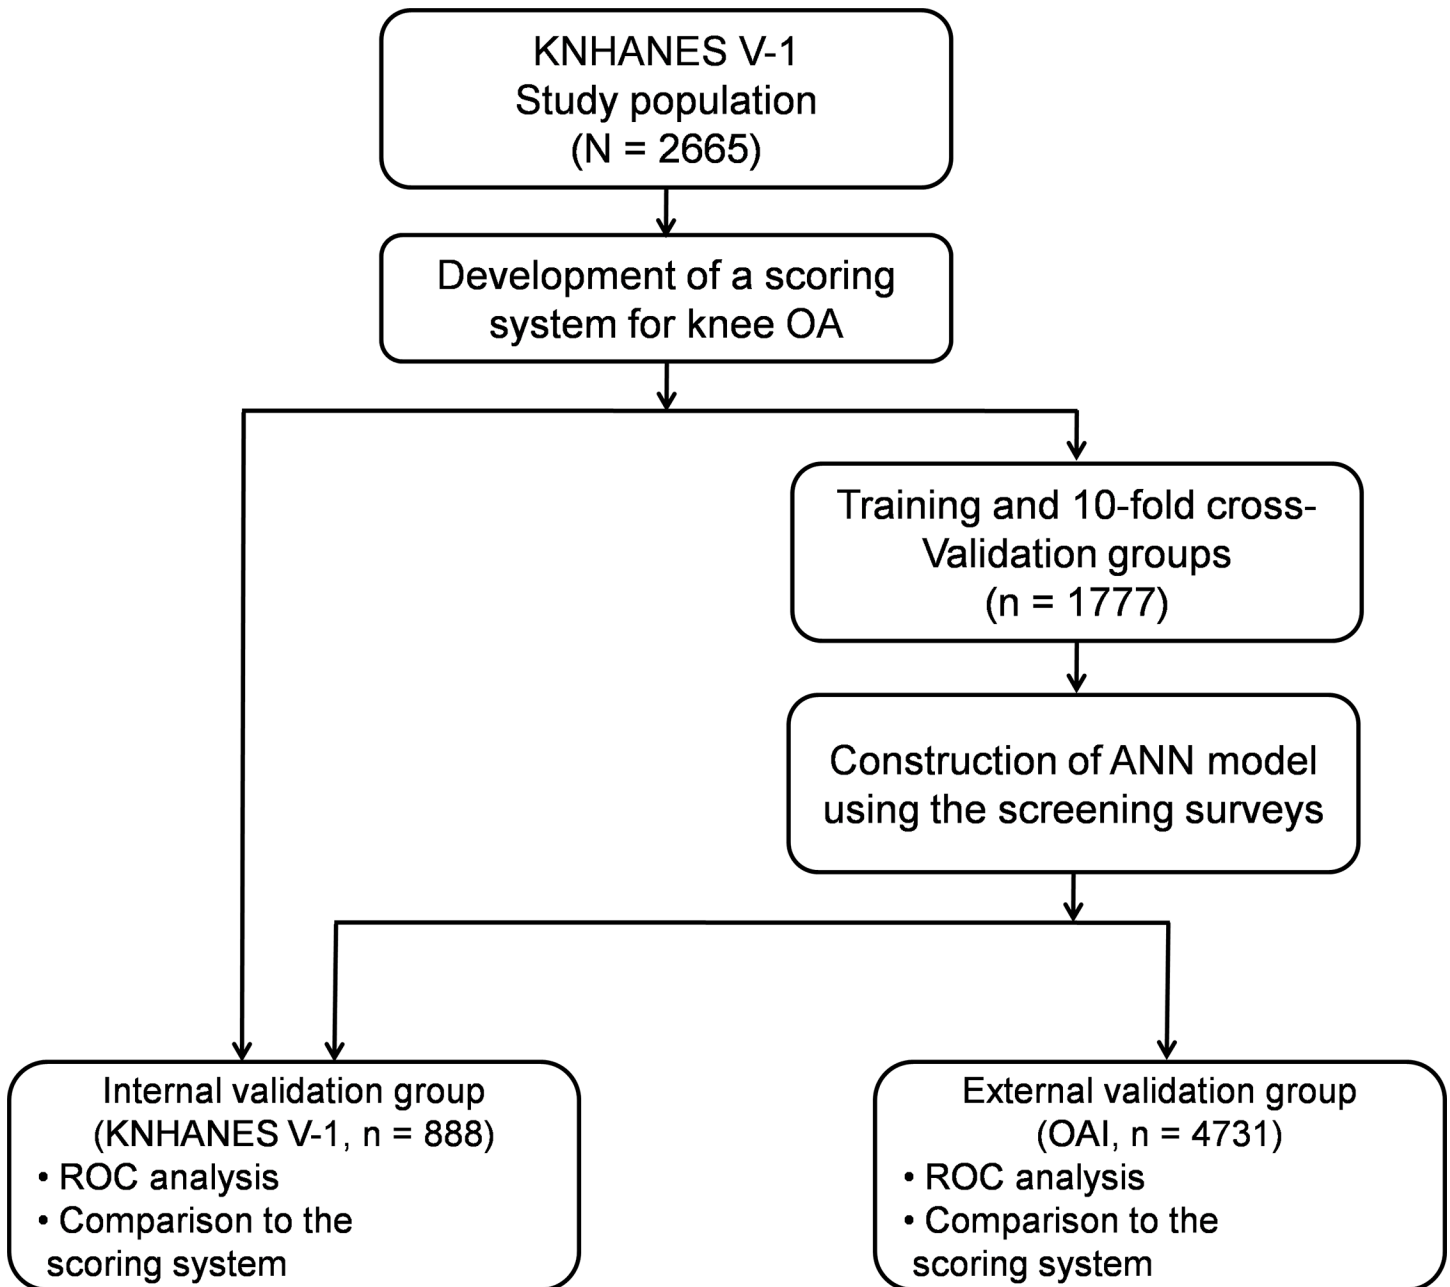 KNHANES V-1
Study population
(N = 2665)
Development of a scoring
system for knee OA
Training and 10-fold cross-
Validation groups
(n = 1777)
Construction of ANN model
using the screening surveys
Internal validation group
(KNHANES V-1, n = 888)
• ROC analysis
• Comparison to the
scoring system
External validation group
(OAI, n = 4731)
• ROC analysis
• Comparison to the
scoring system